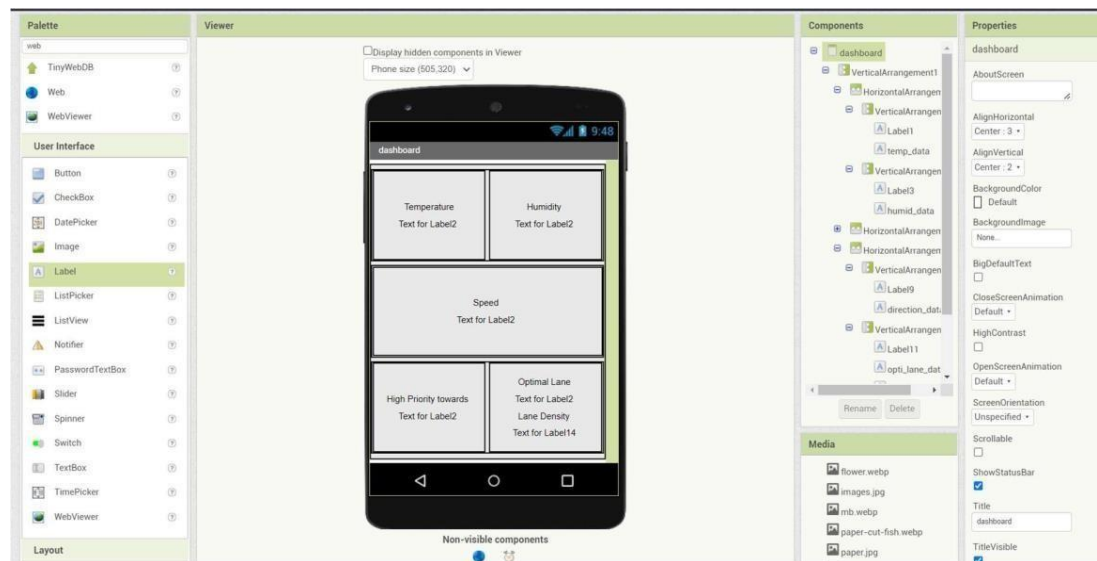 Palette
web
TinyWebDB
Web
WebViewer
User Interface
Button
CheckBox
DatePicker
Image
Label
ListPicker
ListView
Notifier
PasswordTextBox
Slider
Spinner
Switch
TextBox
TimePicker
WebViewer
Layout
Viewer
Display hidden components in Viewer
Phone size (505,320)
9:48
dashboard
Temperature
Text for Label2
Humidity
Text for Label2
Speed
Text for Label2
High Priority towards
Text for Label2
Optimal Lane
Text for Label2
Lane Density
Text for Label14
Non-visible components
Components
dashboard
VerticalArrangement1
HorizontalArrangen
VerticalArrangen
Label1
temp_data
VerticalArrangen
Label3
humid_data
HorizontalArrangen
HorizontalArrangen
VerticalArrangen
Label9
direction_dat
VerticalArrangen
Label11
opti_lane_dat
Rename Delete
Media
flower.webp
images.jpg
mb.webp
paper-cut-fish.webp
paper.jpg
Properties
dashboard
AboutScreen
AlignHorizontal
Center : 3
AlignVertical
Center : 2
BackgroundColor
Default
BackgroundImage
None...
BigDefaultText
CloseScreenAnimation
Default
HighContrast
OpenScreenAnimation
Default
ScreenOrientation
Unspecified
Scrollable
ShowStatusBar
Title
dashboard
TitleVisible